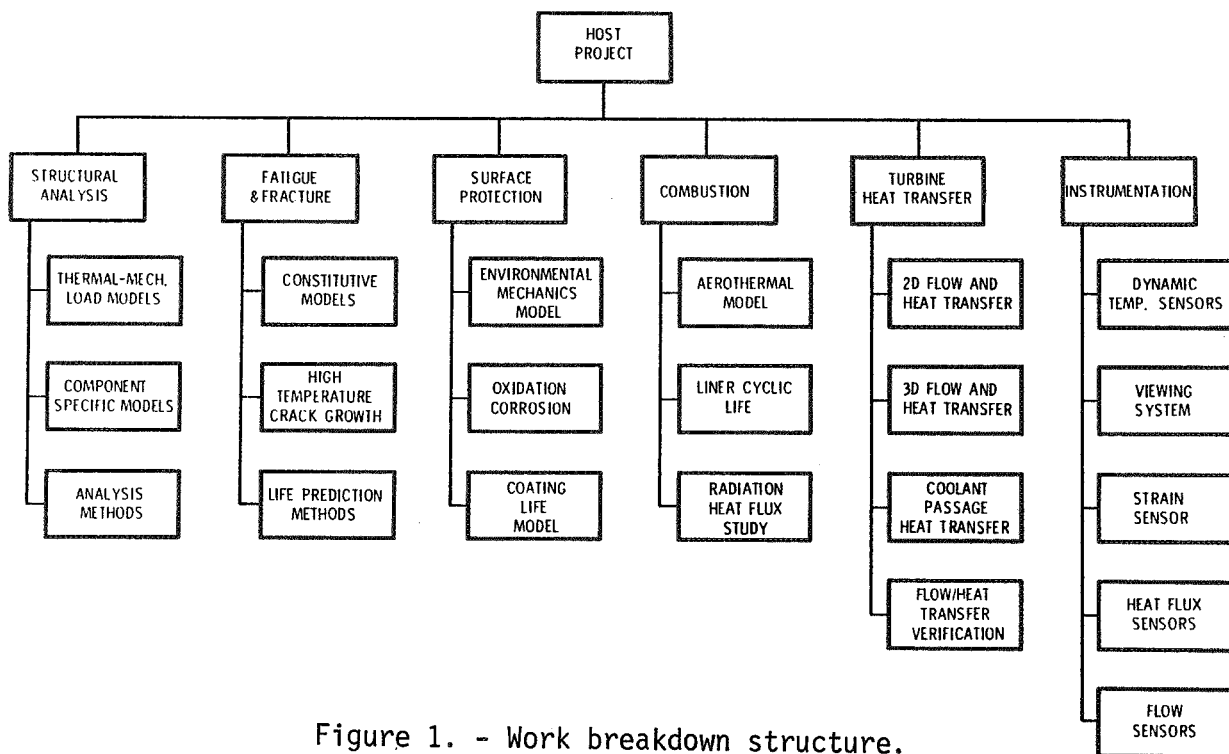 HOST
PROJECT
STRUCTURAL
ANALYSIS
THERMAL-MECH.
LOAD MODELS
COMPONENT
SPECIFIC MODELS
ANALYSIS
METHODS
FATIGUE
&FRACTURE
CONSTITUTIVE
MODELS
HIGH
TEMPERATURE
CRACK GROWTH
LIFE PREDICTION
METHODS
SURFACE
PROTECTION
ENVIRONMENTAL
MECHANICS
MODEL
OXIDATION
CORROSION
COATING
LIFE
MODEL
COMBUSTION
AEROTHERMAL
MODEL
LINER CYCLIC
LIFE
RADIATION
HEAT FLUX
STUDY
TURBINE
HEAT TRANSFER
2D FLOW AND
HEAT TRANSFER
3D FLOW AND
HEAT TRANSFER
COOLANT
PASSAGE
HEAT TRANSFER
FLOW/HEAT
TRANSFER
VERIFICATION
INSTRUMENTATION
DYNAMIC
TEMP. SENSORS
VIEWING
SYSTEM
STRAIN
SENSOR
HEAT FLUX
SENSORS
FLOW
SENSORS
Figure 1. - Work breakdown structure.